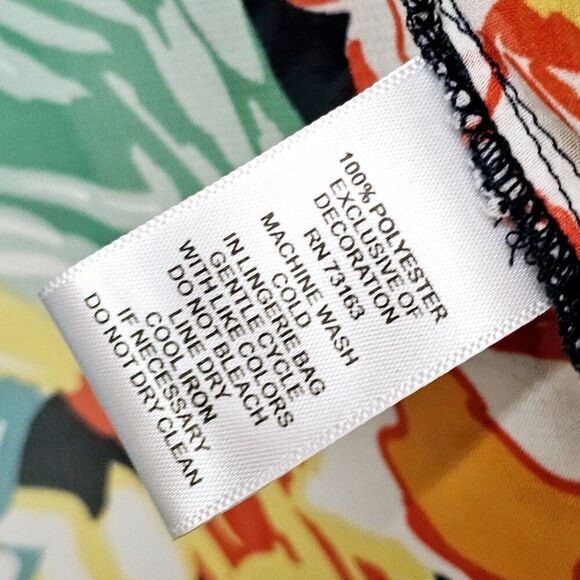 100% POLYESTER
EXCLUSIVE OF
DECORATION
RN 73163
MACHINE WASH
COLD
IN LINGERIE BAG
GENTLE CYCLE
WITH LIKE COLORS
DO NOT BLEACH
LINE DRY
COOL IRON
IF NECESSARY
DO NOT DRY CLEAN